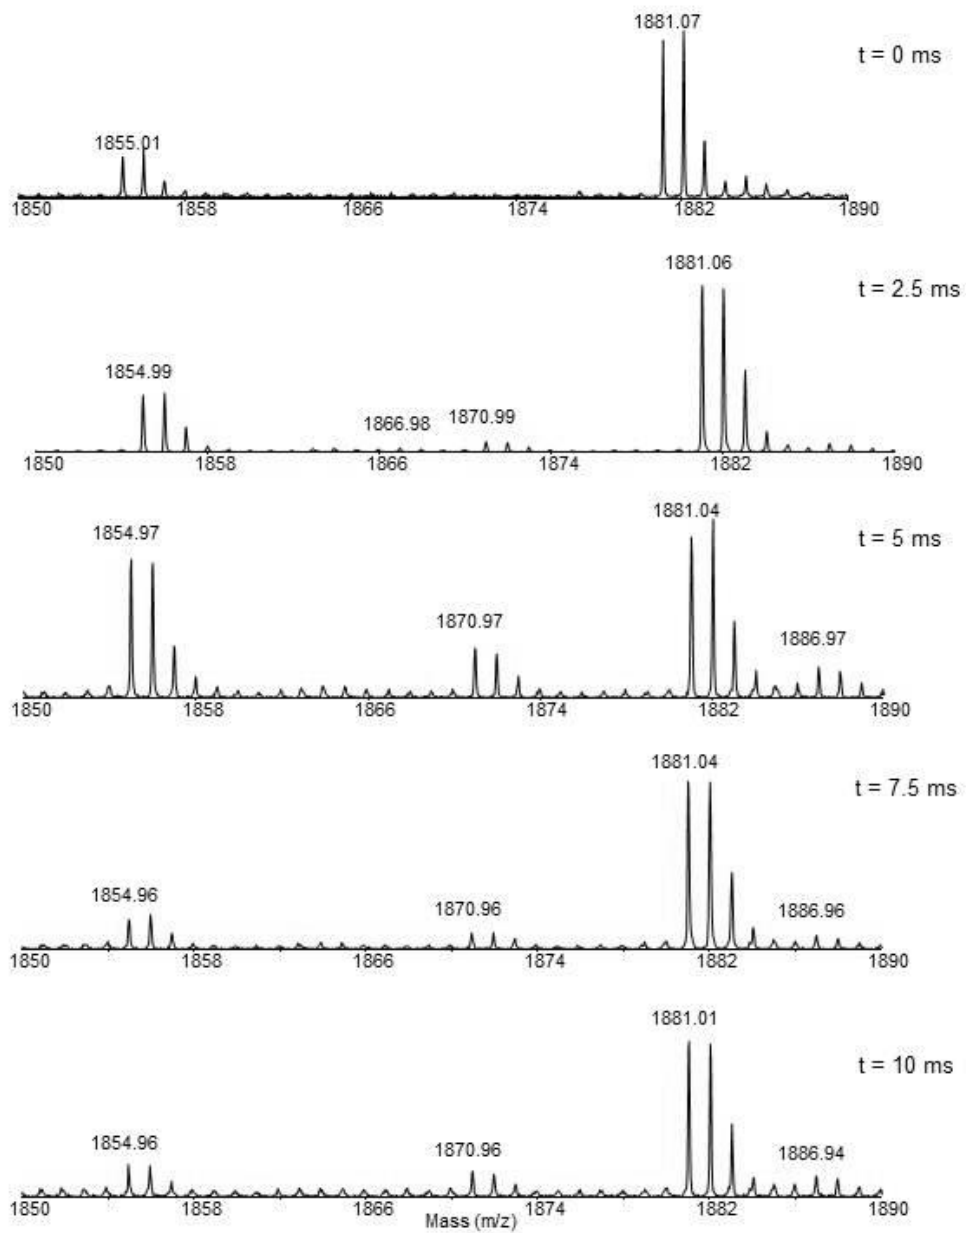 1881.07
t = 0 ms
1855.01
1850 1858 1866 1874 1882 1890
1881.06
t = 2.5 ms
1854.99
1866.98 1870.99
1850 1858 1866 1874 1882 1890
1854.97 1881.04
t = 5 ms
1870.97
1886.97
1850 1858 1866 1874 1882 1890
1881.04
t = 7.5 ms
1854.96 1870.96 1886.96
1850 1858 1866 1874 1882 1890
1881.01
t = 10 ms
1854.96 1870.96 1886.94
1850 1858 1866 1874 1882 1890
Mass (m/z)